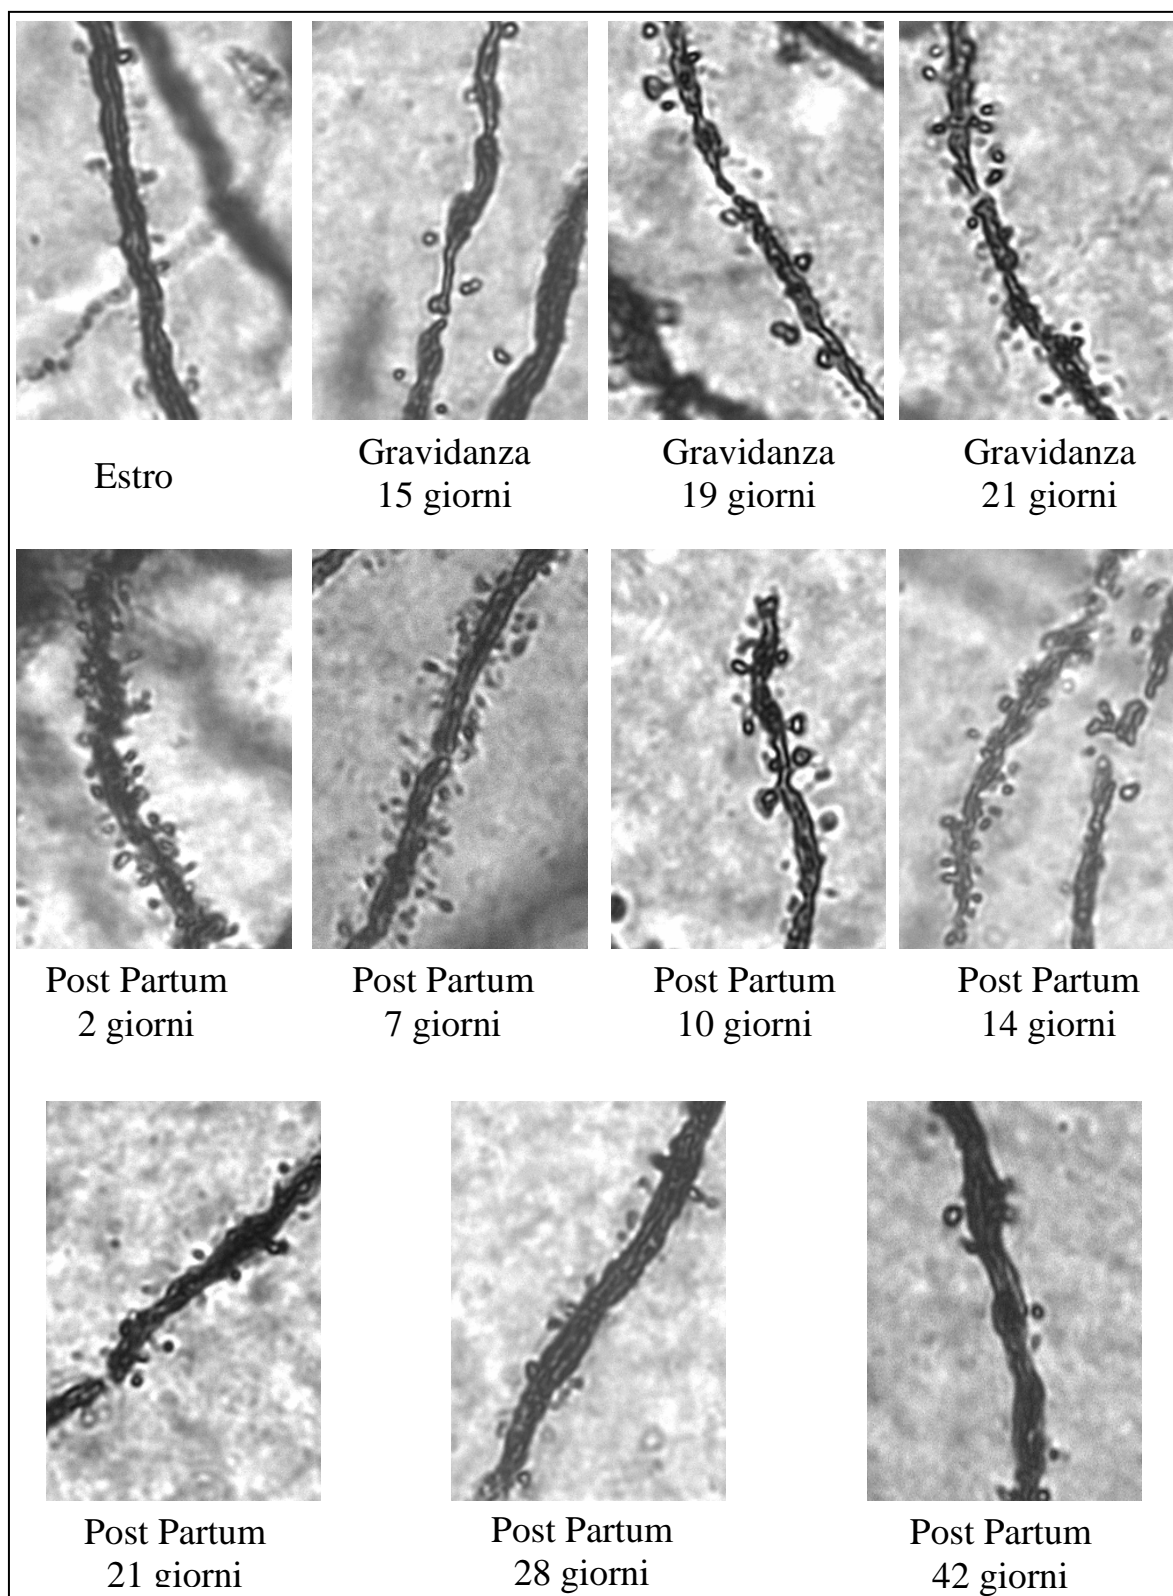 Estro
Gravidanza
15 giorni
Gravidanza
19 giorni
Gravidanza
21 giorni
Post Partum
2 giorni
Post Partum
7 giorni
Post Partum
10 giorni
Post Partum
14 giorni
Post Partum
21 giorni
Post Partum
28 giorni
Post Partum
42 giorni